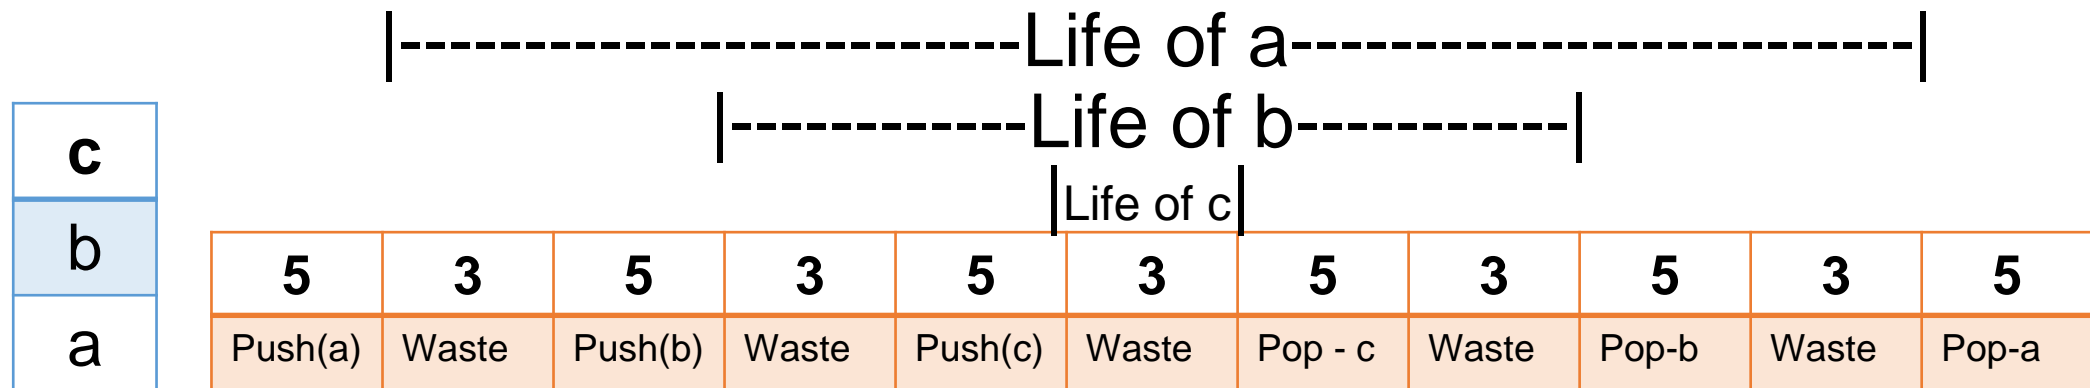 |-------------------------Life of a-------------------------|
|------------Life of b-----------|
c
|Life of c|
b
5 3 5 3 5 3 5 3 5 3 5
a
Push(a) Waste Push(b) Waste Push(c) Waste Pop - c Waste Pop-b Waste Pop-a